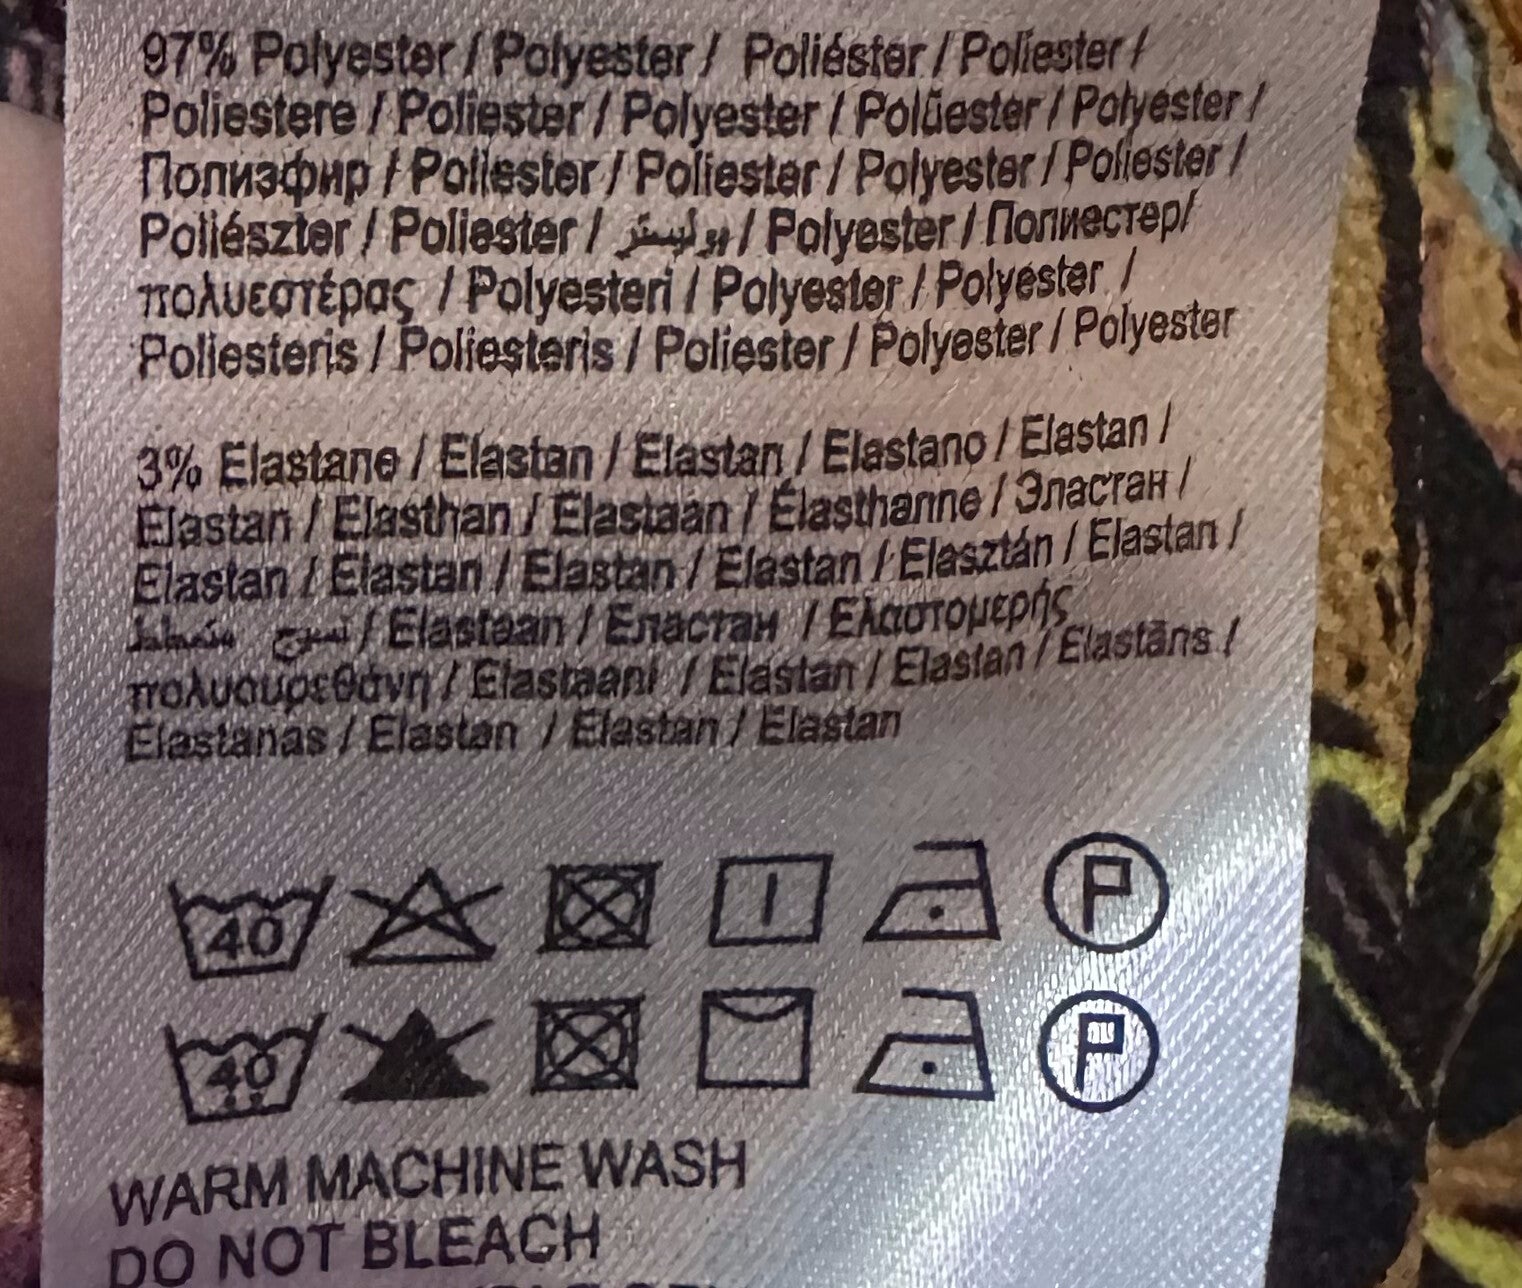 97% Polyester / Polyester / Poliéster / Poliester /
Poliestere / Poliester / Polyester / Polüester / Polyester /
Полиэфир / Poliester / Poliester / Polyester / Poliester /
Poliészter / Poliester / بوليستر / Polyester / Полиестер/
πολυεστέρας / Polyesteri / Polyester / Polyester /
Poliesteris / Poliesteris / Poliester / Polyester / Polyester
3% Elastane / Elastan / Elastan / Elastano / Elastan /
Elastan / Elasthan / Elastaan / Élasthanne / Эластан /
Elastan / Elastan / Elastan / Elastan / Elasztán / Elastan /
نسيج مضطط / Elastaan / Еластан / Ελαστομερής
πολυουρεθάνη / Elastaani / Elastan / Elastan / Elastāns /
Elastanas / Elastan / Elastan / Elastan
40 P
40 P
WARM MACHINE WASH
DO NOT BLEACH